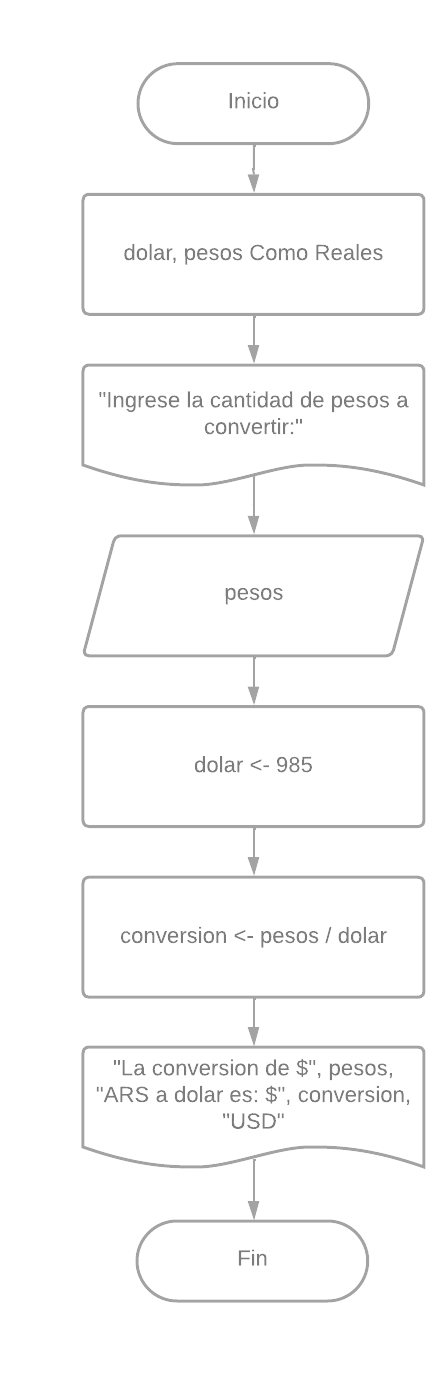 Inicio
dolar, pesos Como Reales
"Ingrese la cantidad de pesos a
convertir:"
pesos
dolar <- 985
conversion <- pesos / dolar
"La conversion de $", pesos,
"ARS a dolar es: $", conversion,
"USD"
Fin